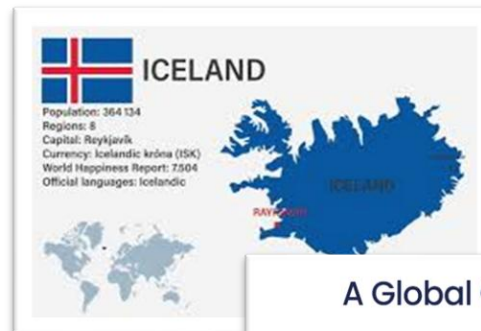 ICELAND
Population: 364 134
Regions: 8
Capital: Reykjavík
Currency: Icelandic króna (ISK)
World Happiness Report: 7.504
Official languages: Icelandic
ICELAND
A Global